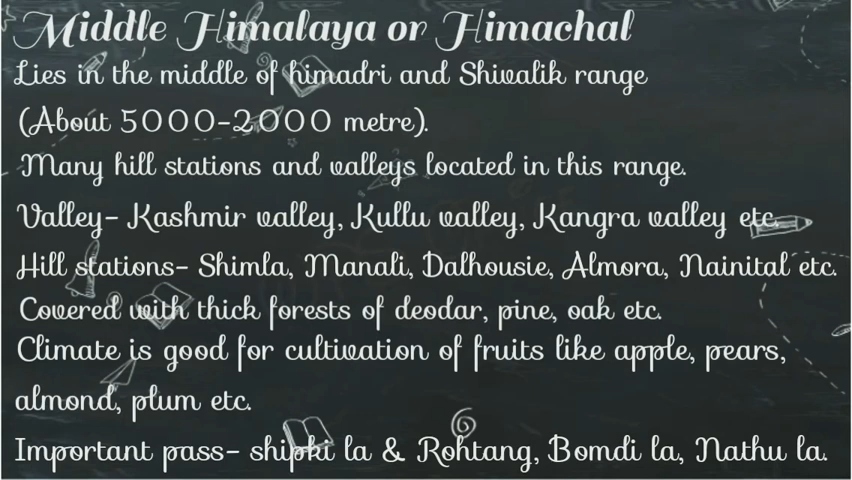 Middle Himalaya or Himachal
Lies in the middle of himadri and Shivalik range
(About 5000-2000 metre).
Many hill stations and valleys located in this range.
Valley- Kashmir valley, Kullu valley, Kangra valley etc.
Hill stations- Shimla, Manali, Dalhousie, Almora, Nainital etc.
Covered with thick forests of deodar, pine, oak etc.
Climate is good for cultivation of fruits like apple, pears,
almond, plum etc.
Important pass- shipki la & Rohtang, Bomdi la, Nathu la.